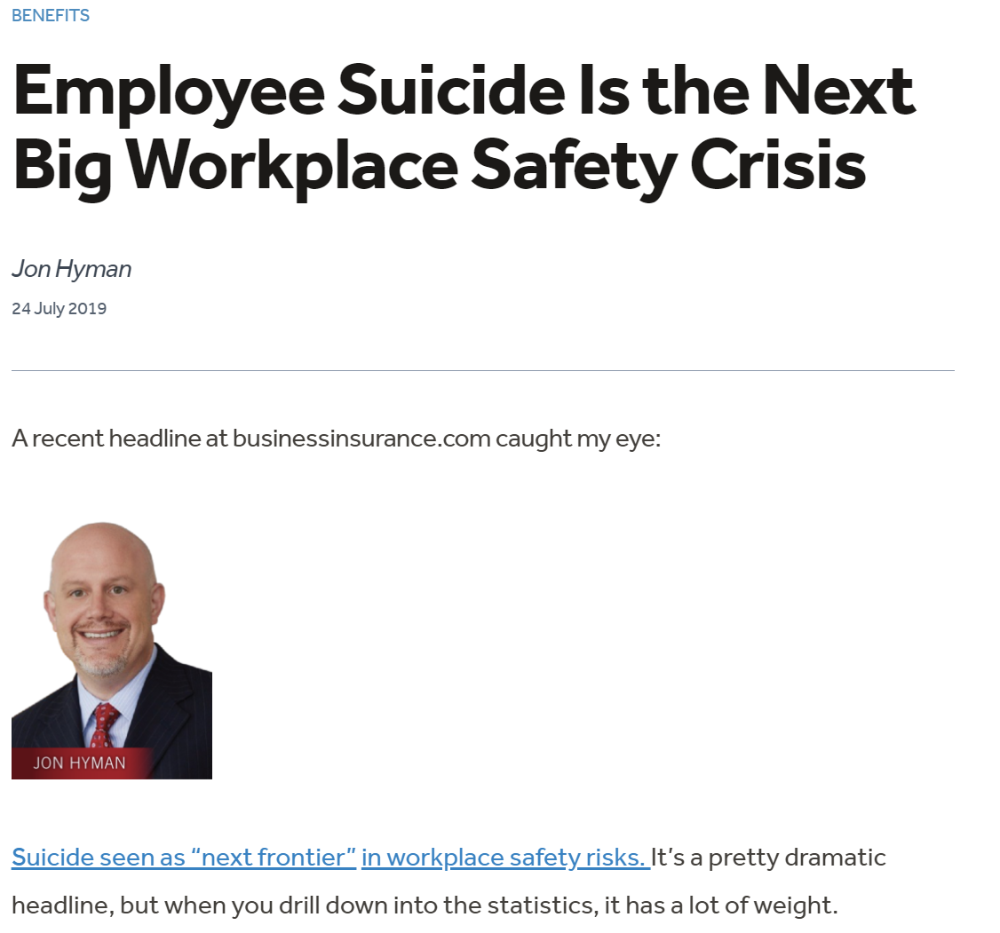 BENEFITS
Employee Suicide Is the Next
Big Workplace Safety Crisis
Jon Hyman
24 July 2019
A recent headline at businessinsurance.com caught my eye:
JON HYMAN
Suicide seen as “next frontier” in workplace safety risks. It’s a pretty dramatic
headline, but when you drill down into the statistics, it has a lot of weight.